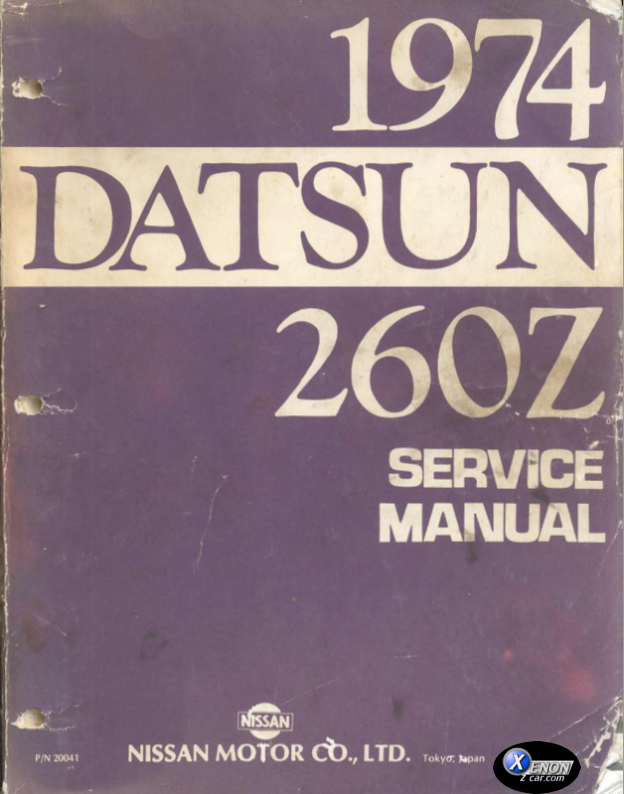 1974
DATSUN
260Z
SERVICE
MANUAL
NISSAN
P/N 20041
NISSAN MOTOR CO., LTD. Tokyo, Japan
XENON
Z car.com